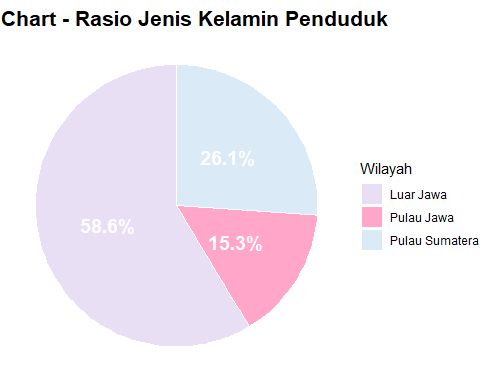 Chart - Rasio Jenis Kelamin Penduduk
26.1%
58.6%
15.3%
Wilayah
Luar Jawa
Pulau Jawa
Pulau Sumatera